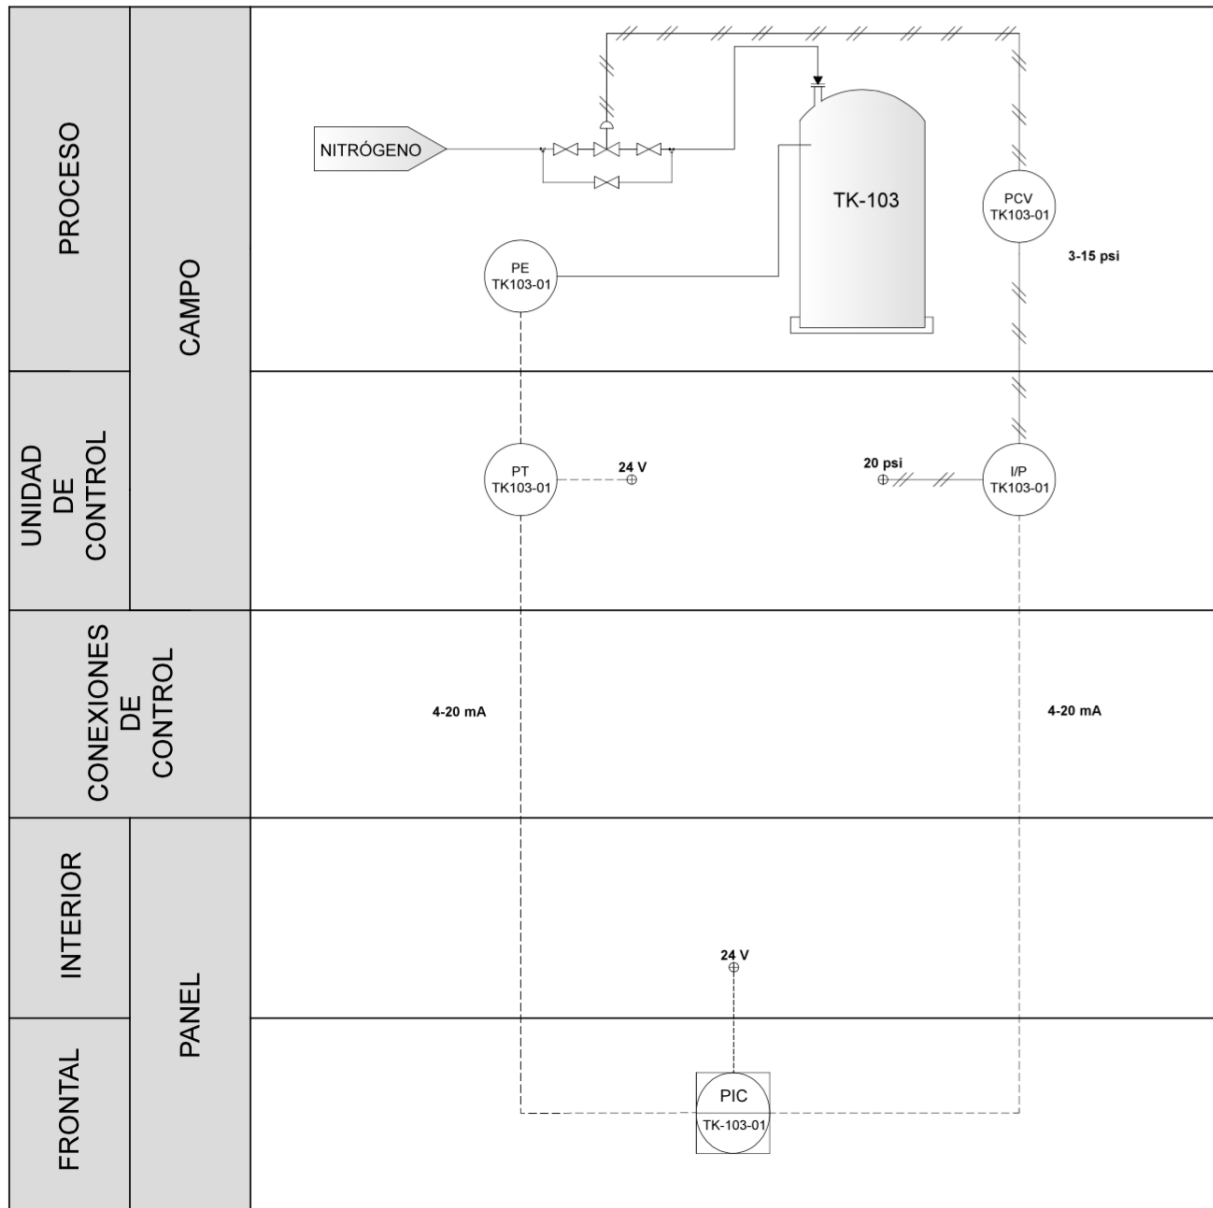 PROCESO
CAMPO
NITRÓGENO
TK-103
PCV
TK103-01
3-15 psi
PE
TK103-01
UNIDAD
DE
CONTROL
PT
TK103-01
24 V
20 psi
I/P
TK103-01
CONEXIONES
DE
CONTROL
4-20 mA
4-20 mA
INTERIOR
PANEL
24 V
FRONTAL
PIC
TK-103-01